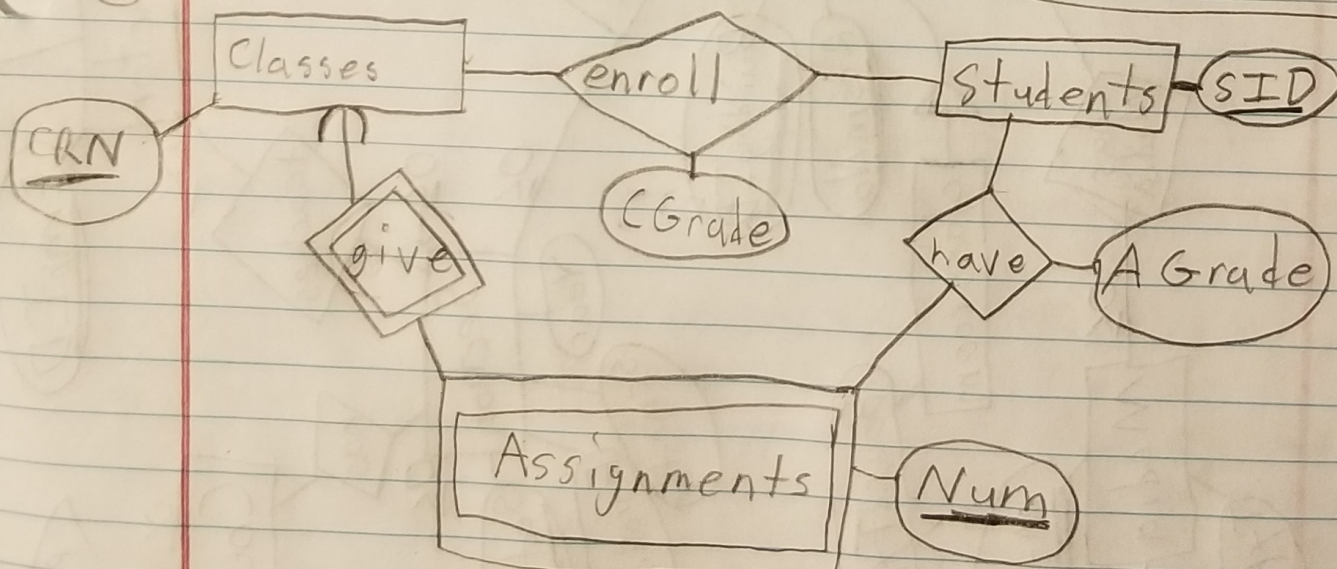 Classes
enroll
Students
SID
CRN
CGrade
give
have
A Grade
Assignments
Num